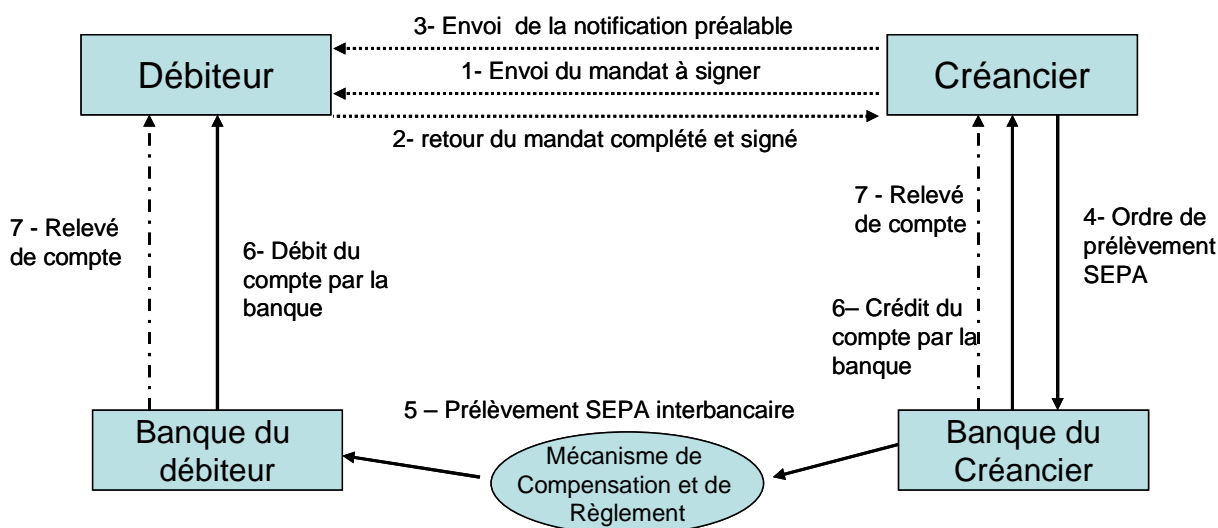 3- Envoi de la notification préalable
Débiteur
1- Envoi du mandat à signer
Créancier
2- retour du mandat complété et signé
7 - Relevé
de compte
6- Débit du
compte par la
banque
7 - Relevé
de compte
4- Ordre de
prélèvement
SEPA
6– Crédit du
compte par la
banque
5 – Prélèvement SEPA interbancaire
Banque du
débiteur
Mécanisme de
Compensation et de
Règlement
Banque du
Créancier